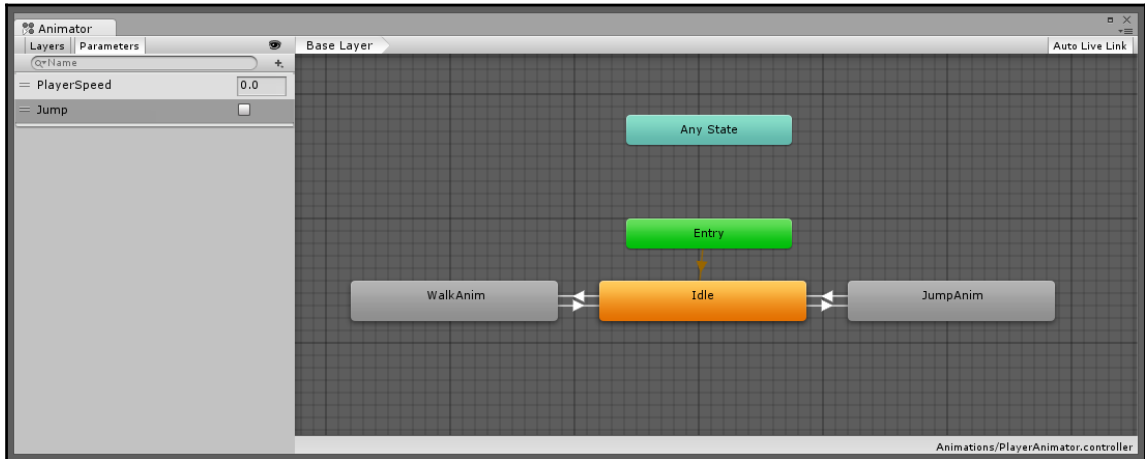 Animator
Layers Parameters Base Layer Auto Live Link
Name
PlayerSpeed 0.0
Jump
Any State
Entry
WalkAnim Idle JumpAnim
Animations/PlayerAnimator.controller